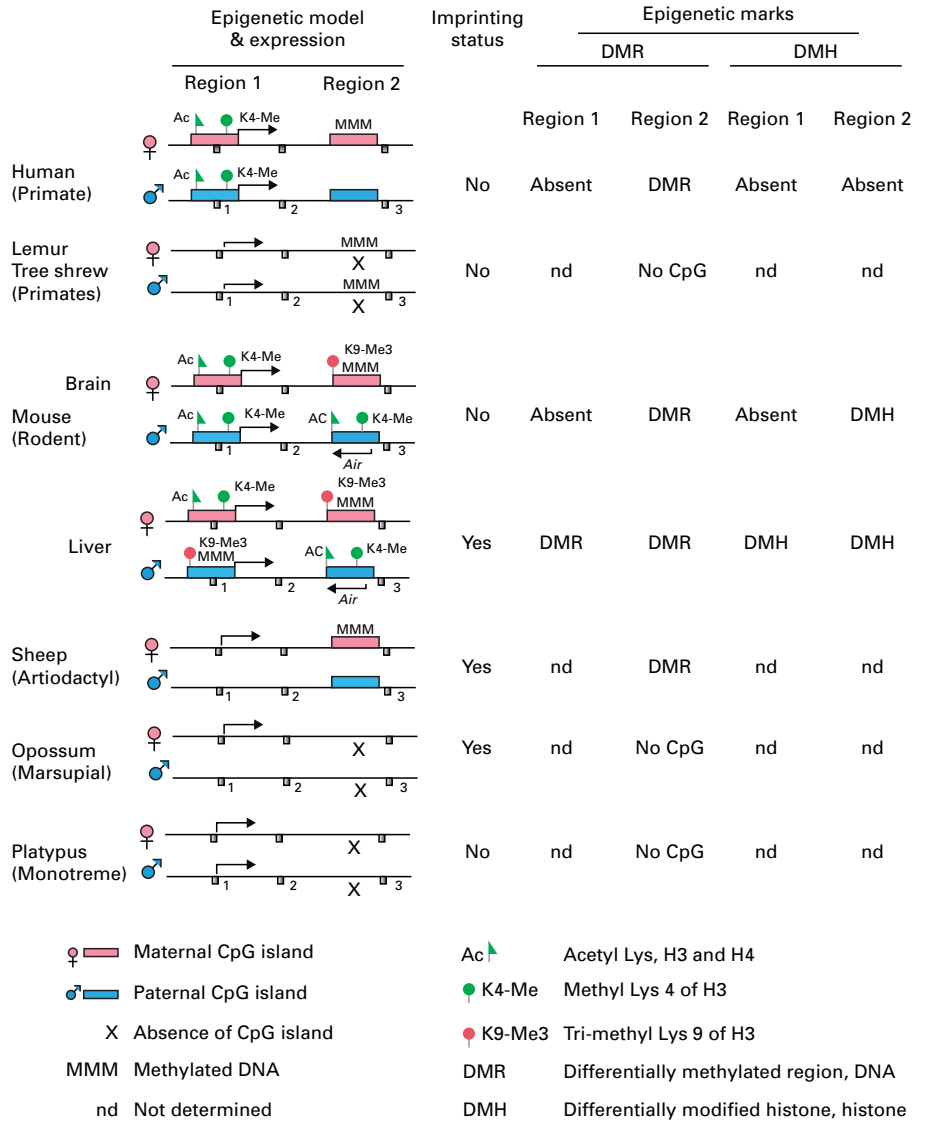 Epigenetic model
& expression
Imprinting
status
Epigenetic marks
DMR DMH
Region 1 Region 2
Region 1 Region 2 Region 1 Region 2
Ac K4-Me MMM
Human
(Primate)
Ac K4-Me
1 2 3
No Absent DMR Absent Absent
Lemur
Tree shrew
(Primates)
MMM
X
MMM
1 2 X 3
No nd No CpG nd nd
Brain
Ac K4-Me K9-Me3
MMM
Mouse
(Rodent)
Ac K4-Me AC K4-Me
1 2 3
Air
No Absent DMR Absent DMH
Liver
Ac K4-Me K9-Me3
MMM
K9-Me3
MMM AC K4-Me
1 2 3
Air
Yes DMR DMR DMH DMH
Sheep
(Artiodactyl)
MMM
1 2 3
Yes nd DMR nd nd
Opossum
(Marsupial)
X
1 2 X 3
Yes nd No CpG nd nd
Platypus
(Monotreme)
X
1 2 X 3
No nd No CpG nd nd
Maternal CpG island
Paternal CpG island
X Absence of CpG island
MMM Methylated DNA
nd Not determined
Ac Acetyl Lys, H3 and H4
K4-Me Methyl Lys 4 of H3
K9-Me3 Tri-methyl Lys 9 of H3
DMR Differentially methylated region, DNA
DMH Differentially modified histone, histone